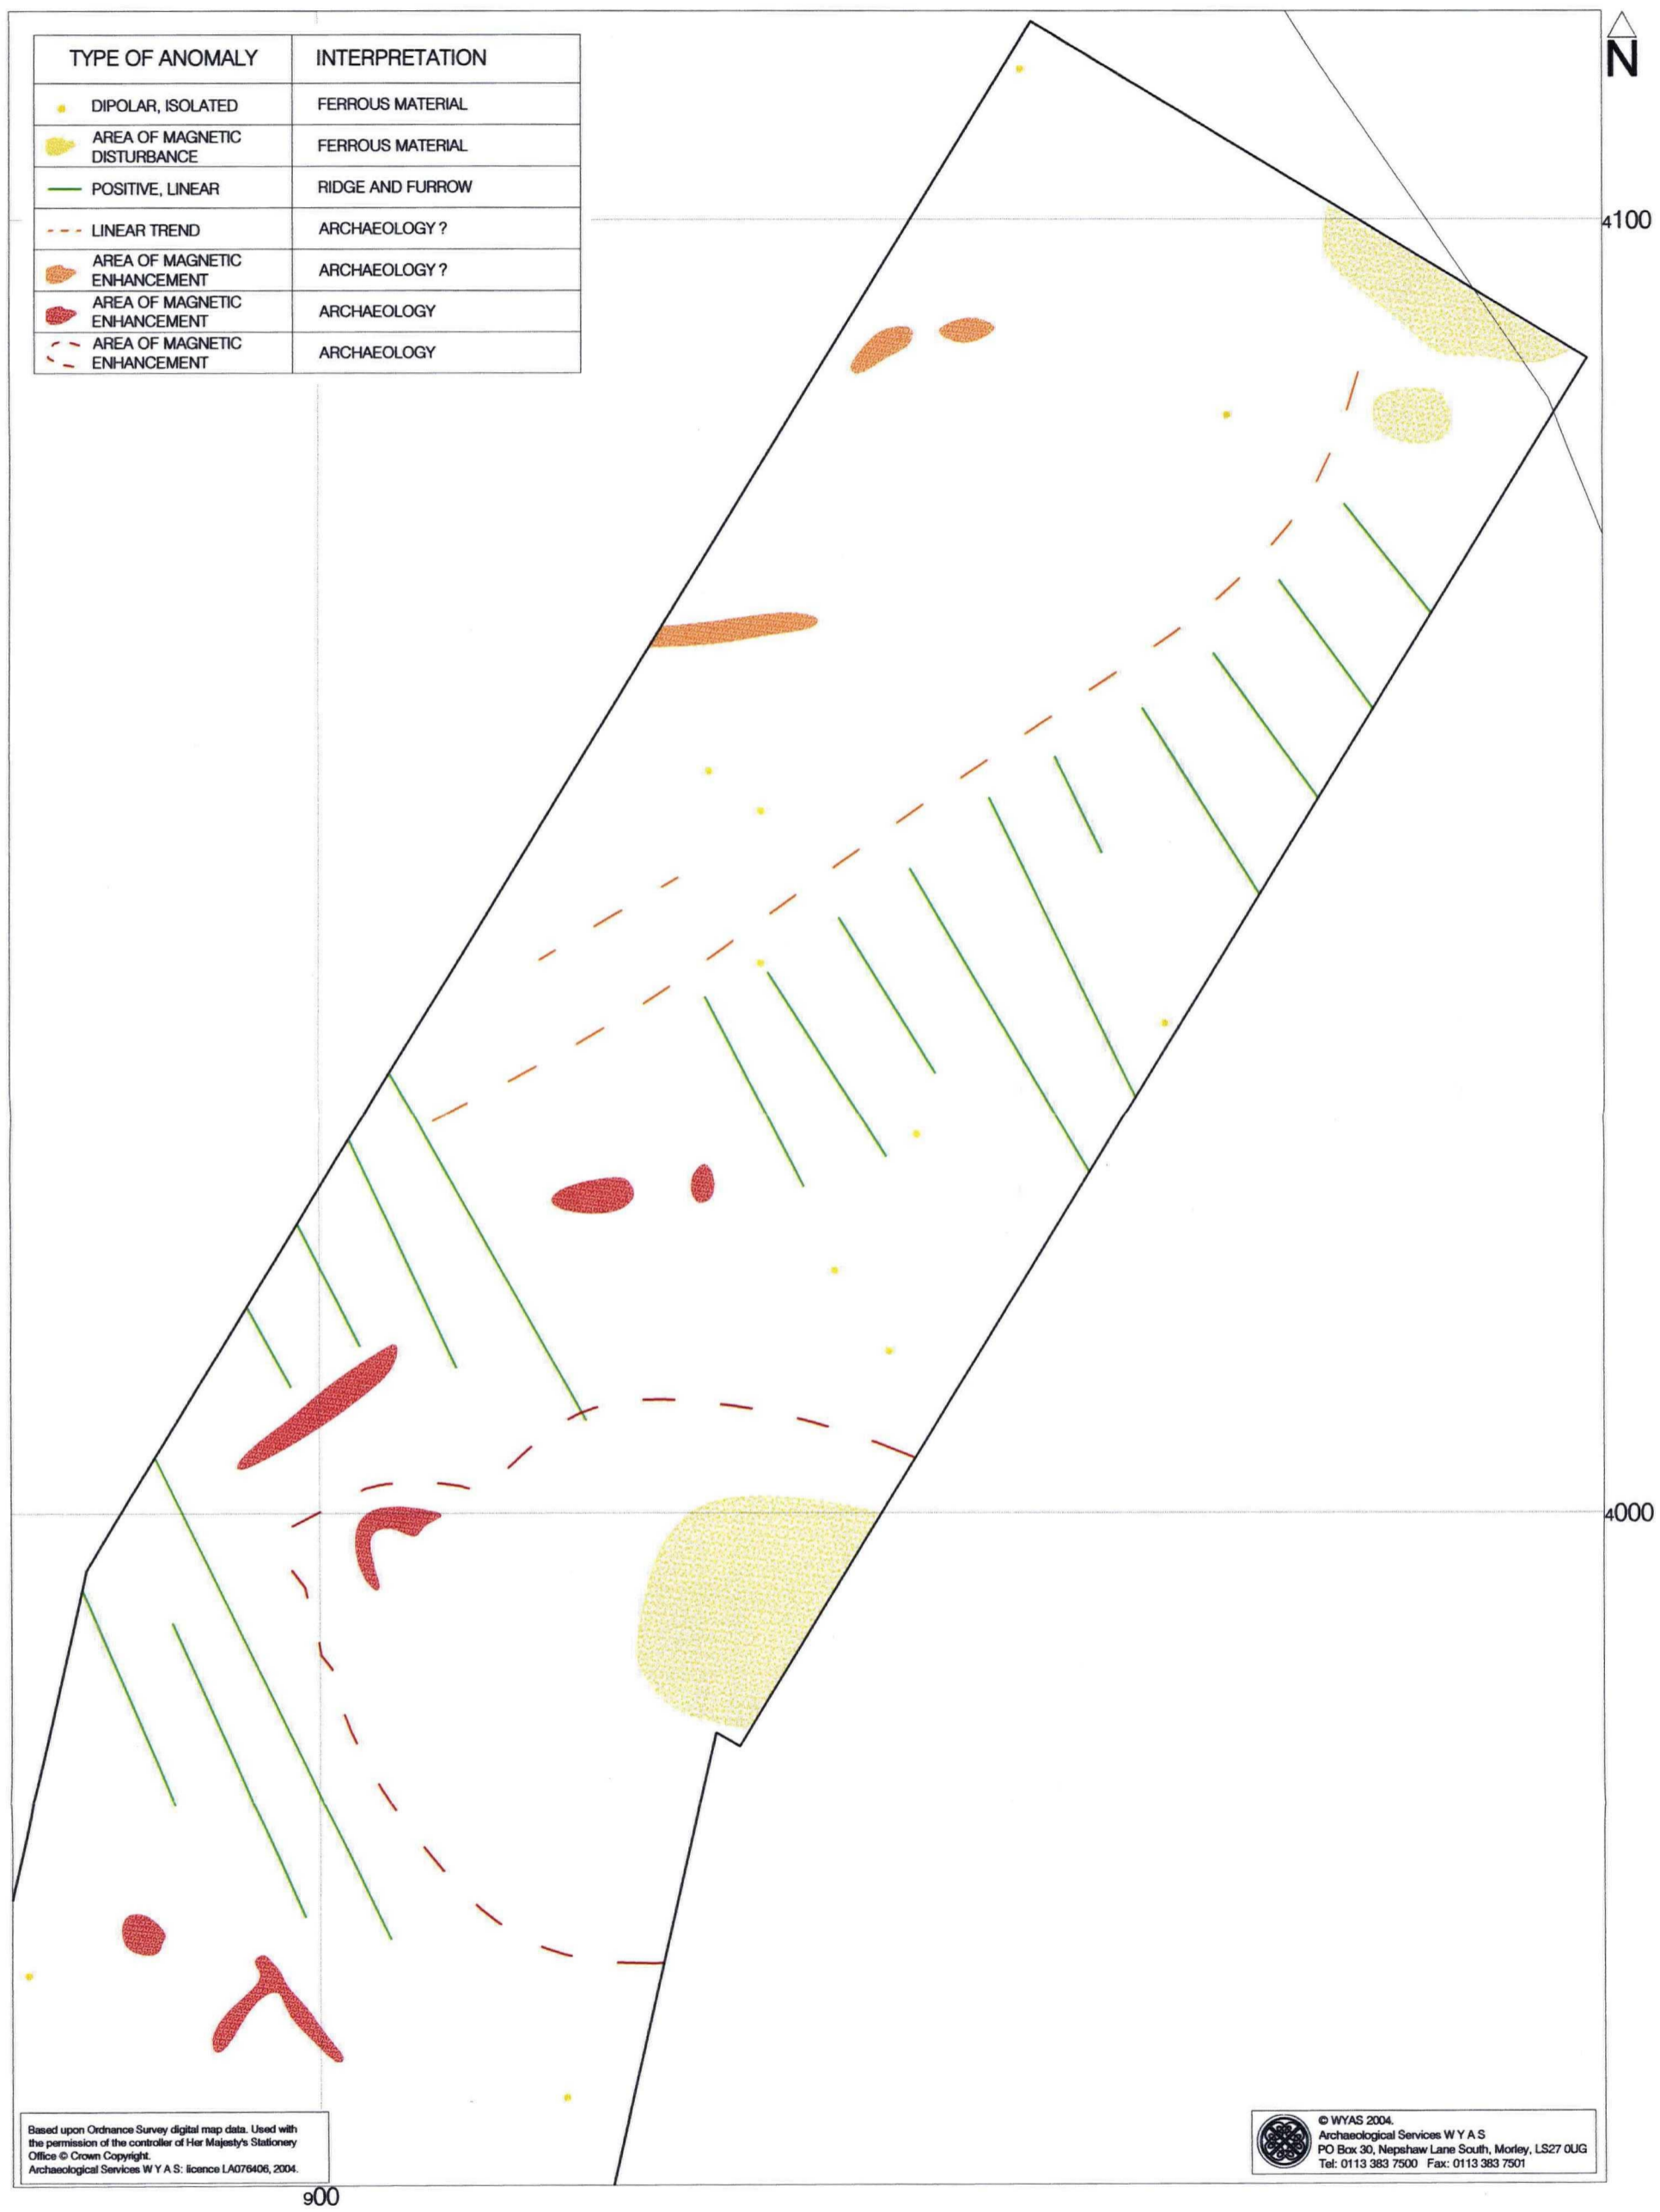 TYPE OF ANOMALY INTERPRETATION
DIPOLAR, ISOLATED FERROUS MATERIAL
AREA OF MAGNETIC
DISTURBANCE FERROUS MATERIAL
POSITIVE, LINEAR RIDGE AND FURROW
LINEAR TREND ARCHAEOLOGY ?
AREA OF MAGNETIC
ENHANCEMENT ARCHAEOLOGY ?
AREA OF MAGNETIC
ENHANCEMENT ARCHAEOLOGY
AREA OF MAGNETIC
ENHANCEMENT ARCHAEOLOGY
N
4100
4000
Based upon Ordnance Survey digital map data. Used with
the permission of the controller of Her Majesty's Stationery
Office © Crown Copyright.
Archaeological Services W Y A S: licence LA076406, 2004.
© WYAS 2004.
Archaeological Services W Y A S
PO Box 30, Nepshaw Lane South, Morley, LS27 0UG
Tel: 0113 383 7500 Fax: 0113 383 7501
900